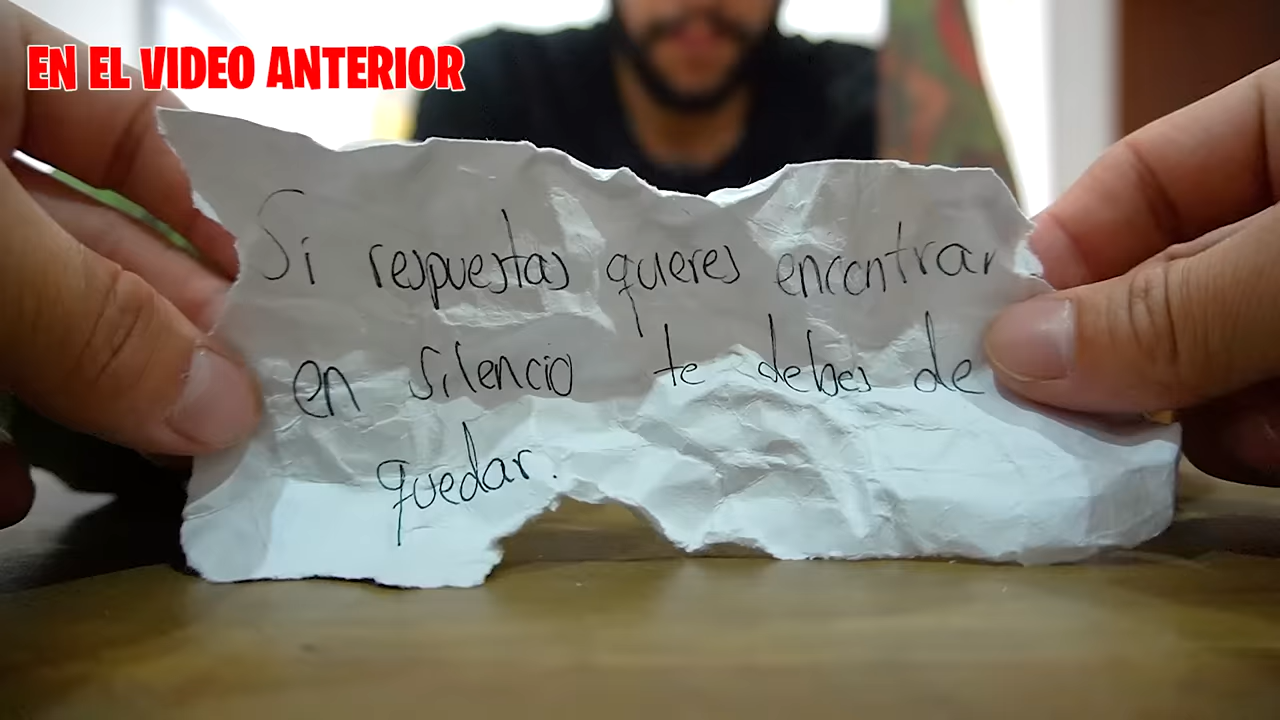 EN EL VIDEO ANTERIOR
Si respuestas quieres encontrar
en silencio te debes de
quedar.